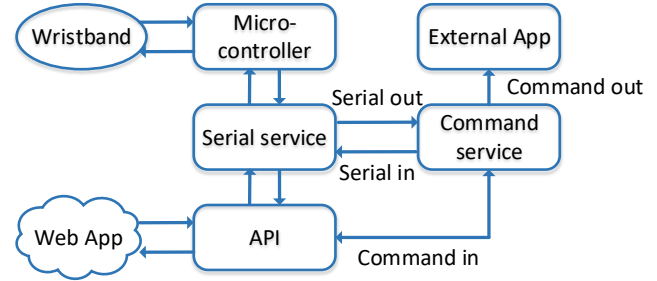 Wristband
Micro-
controller
External App
Serial out
Command out
Serial service
Command
service
Serial in
Web App
API
Command in